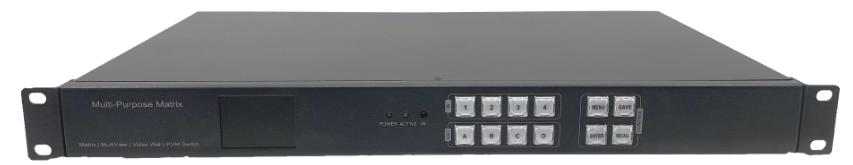 Multi-Purpose Matrix
Matrix | MultiView | Video Wall | KVM Switch
POWER ACTIVE IR
1 2 3 4
A B C D
MENU SAVE
ENTER RECALL